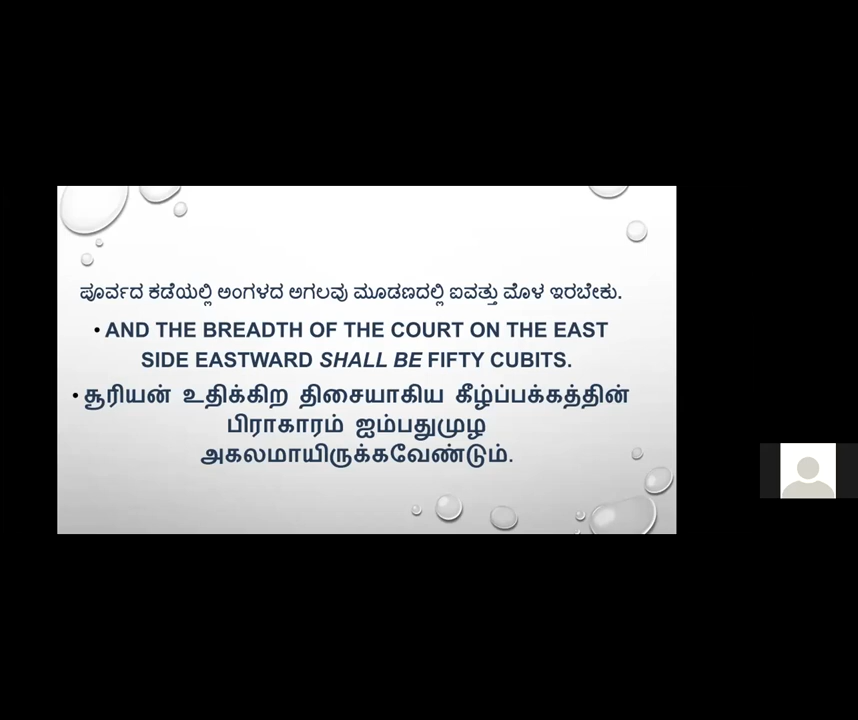 ಪೂರ್ವದ ಕಡೆಯಲ್ಲಿ ಅಂಗಳದ ಅಗಲವು ಮೂಡಣದಲ್ಲಿ ಐವತ್ತು ಮೊಳ ಇರಬೇಕು.
• AND THE BREADTH OF THE COURT ON THE EAST
SIDE EASTWARD SHALL BE FIFTY CUBITS.
• சூரியன் உதிக்கிற திசையாகிய கீழ்ப்பக்கத்தின்
பிராகாரம் ஐம்பதுமுழ
அகலமாயிருக்கவேண்டும்.